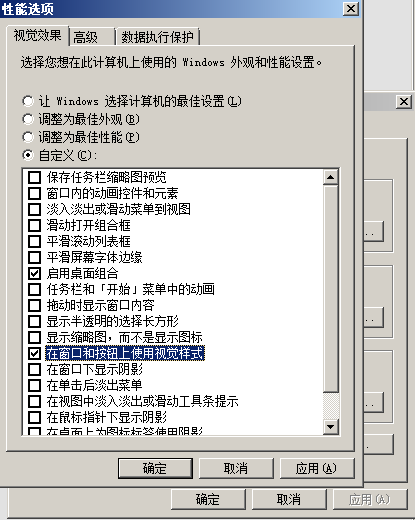 性能选项
视觉效果 高级 数据执行保护
选择您想在此计算机上使用的 Windows 外观和性能设置。
让 Windows 选择计算机的最佳设置(L)
调整为最佳外观(B)
调整为最佳性能(P)
自定义(C):
保存任务栏缩略图预览
窗口内的动画控件和元素
淡入淡出或滑动菜单到视图
滑动打开组合框
平滑滚动列表框
平滑屏幕字体边缘
启用桌面组合
任务栏和「开始」菜单中的动画
拖动时显示窗口内容
显示半透明的选择长方形
显示缩略图，而不是显示图标
在窗口和按钮上使用视觉样式
在窗口下显示阴影
在单击后淡出菜单
在视图中淡入淡出或滑动工具条提示
在鼠标指针下显示阴影
在桌面上为图标标签使用阴影
确定 取消 应用(A)
确定 取消 应用(A)